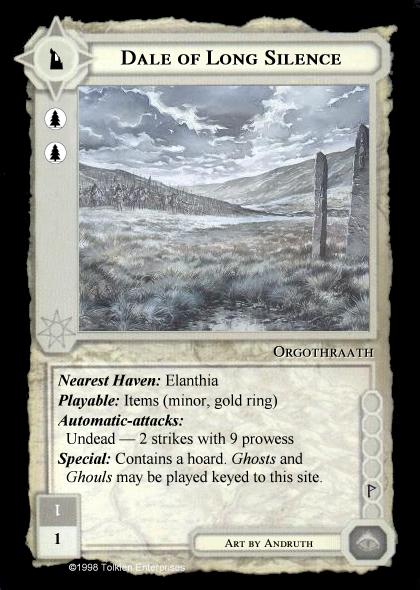 DALE OF LONG SILENCE
ORGOTHRAATH
Nearest Haven: Elanthia
Playable: Items (minor, gold ring)
Automatic-attacks:
Undead — 2 strikes with 9 prowess
Special: Contains a hoard. Ghosts and
Ghouls may be played keyed to this site.
1
1
ART BY ANDRUTH
©1998 Tolkien Enterprises